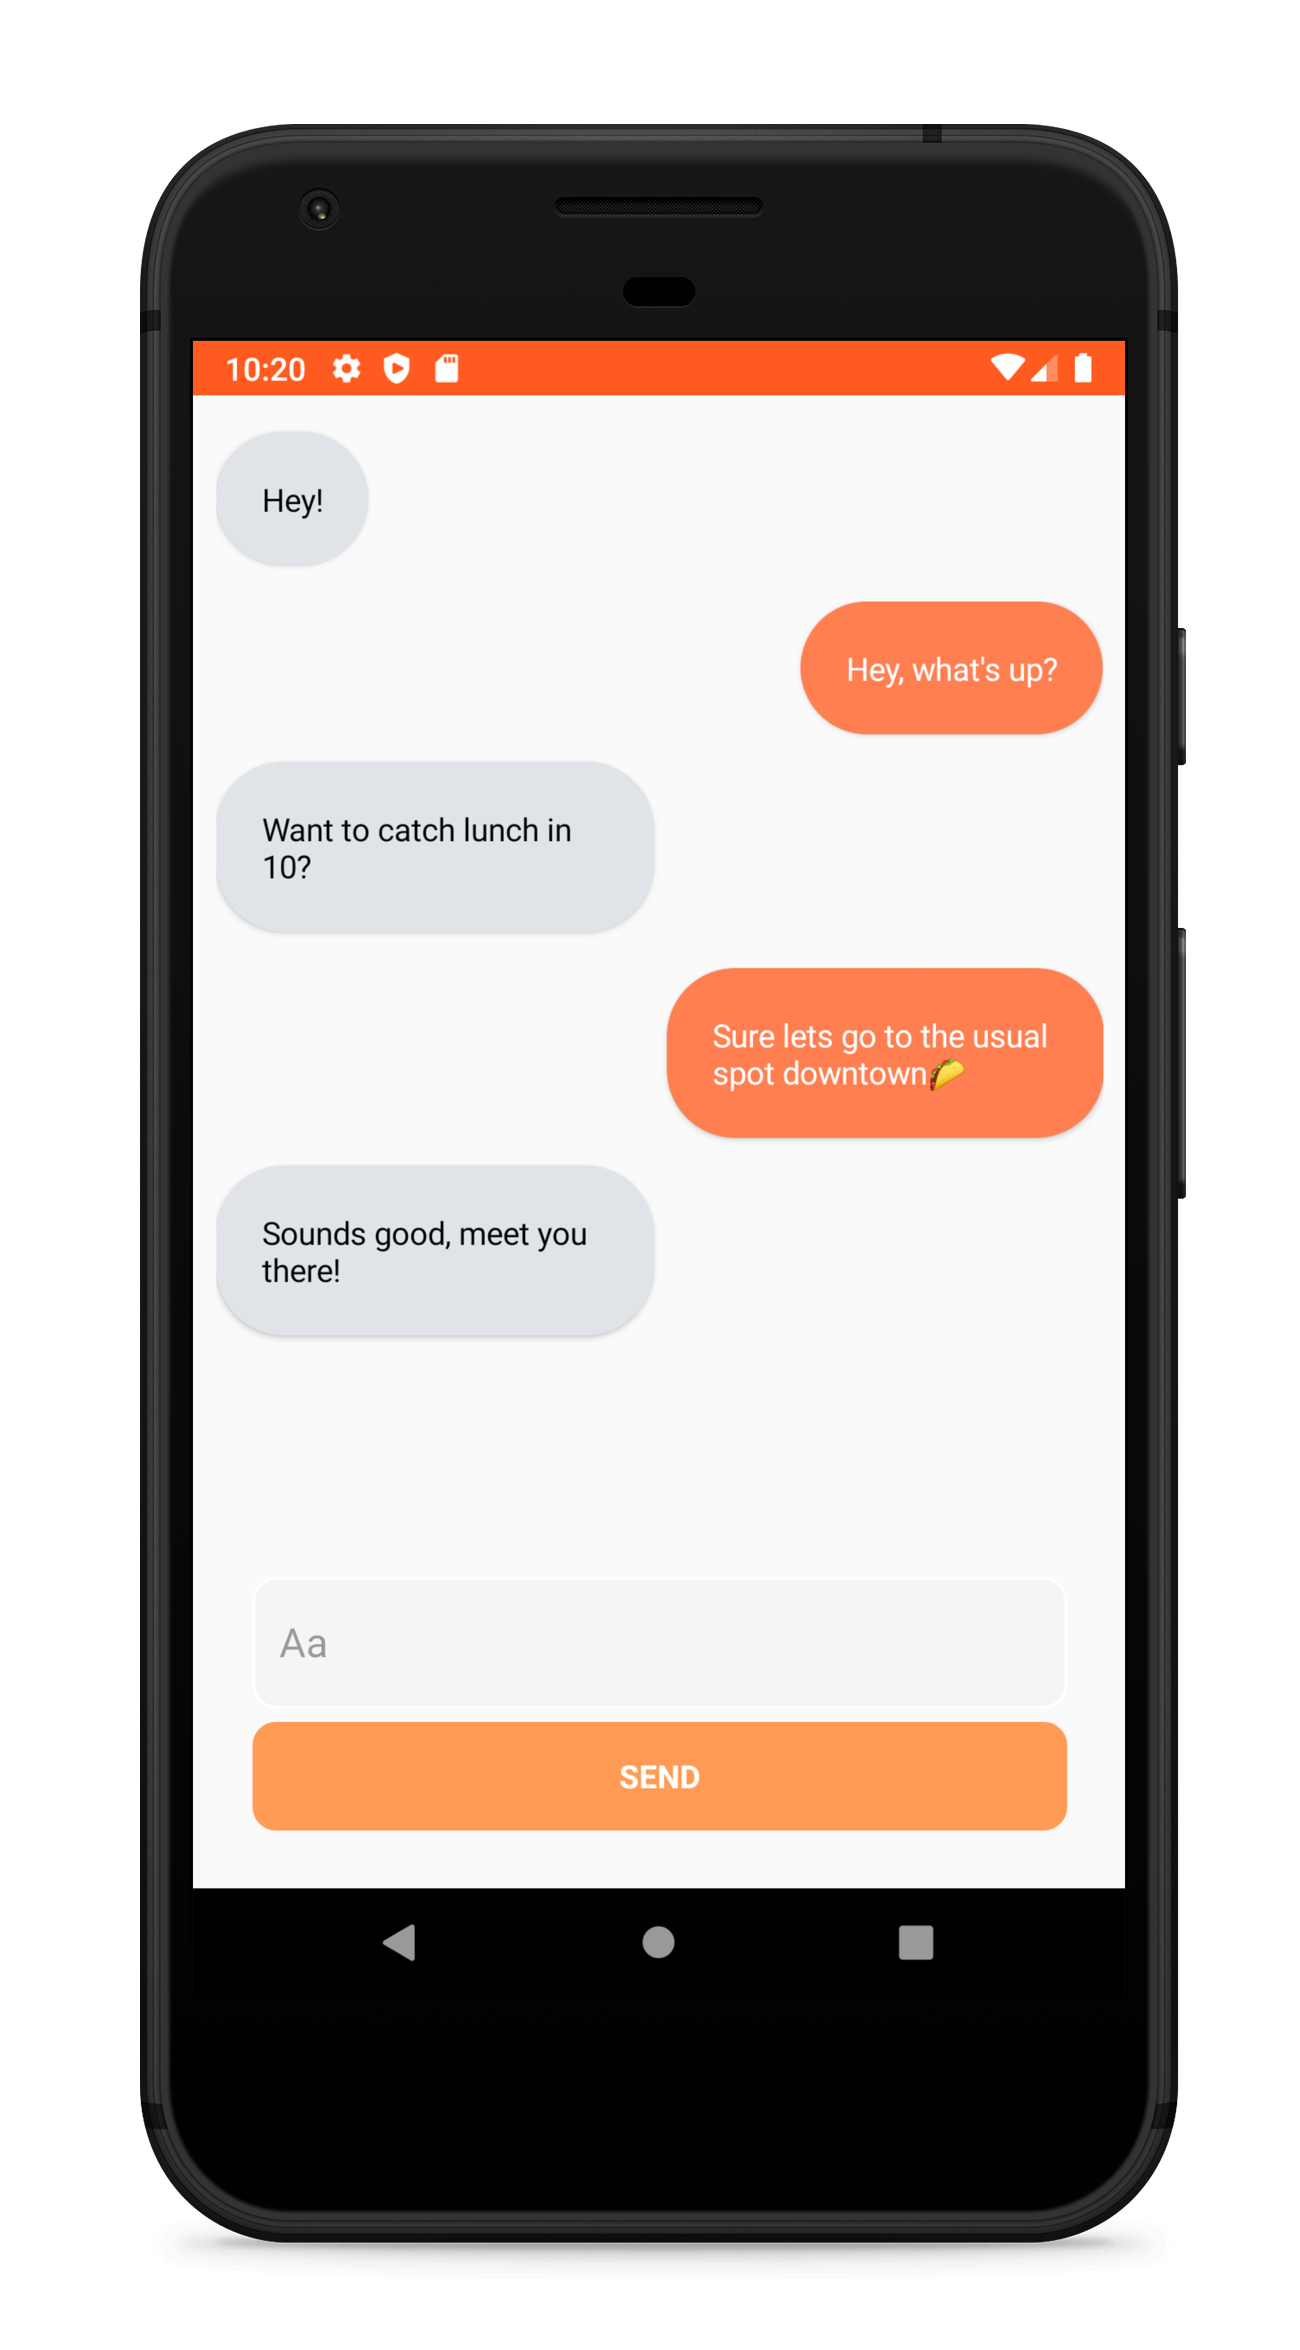 10:20
Hey!
Hey, what's up?
Want to catch lunch in
10?
Sure lets go to the usual
spot downtown🌮
Sounds good, meet you
there!
Aa
SEND